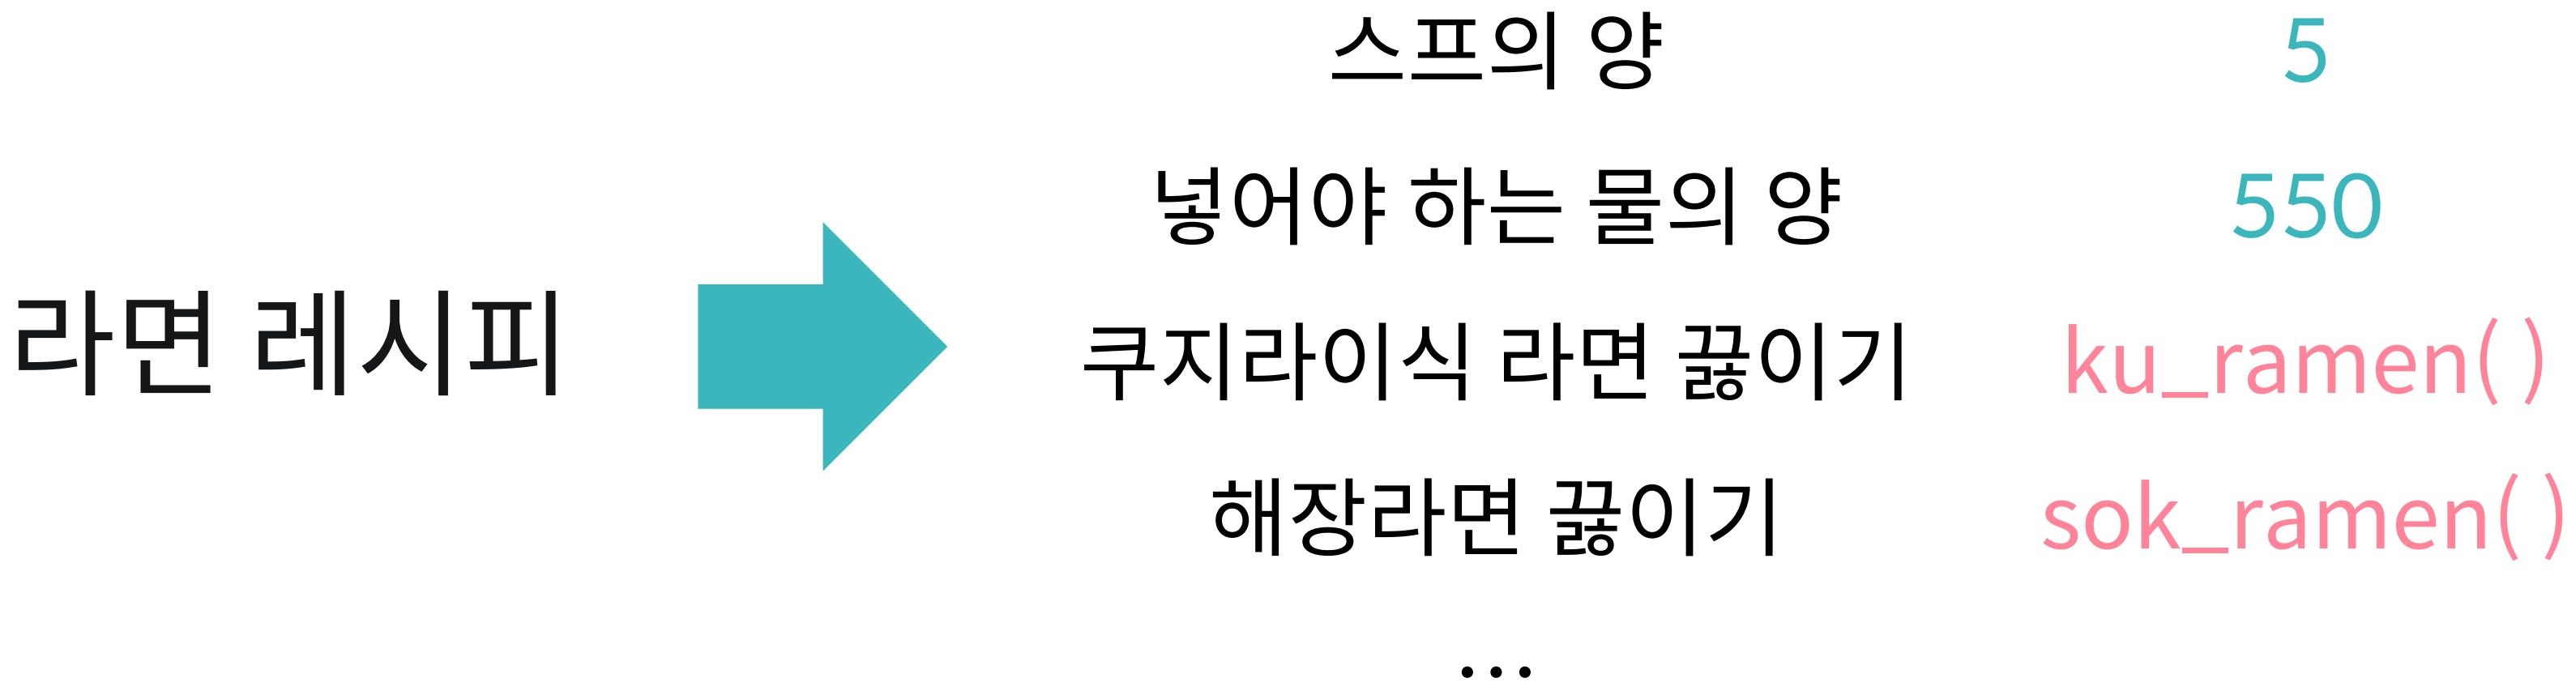 라면 레시피
스프의 양 5
넣어야 하는 물의 양 550
쿠지라이식 라면 끓이기 ku_ramen( )
해장라면 끓이기 sok_ramen( )
...